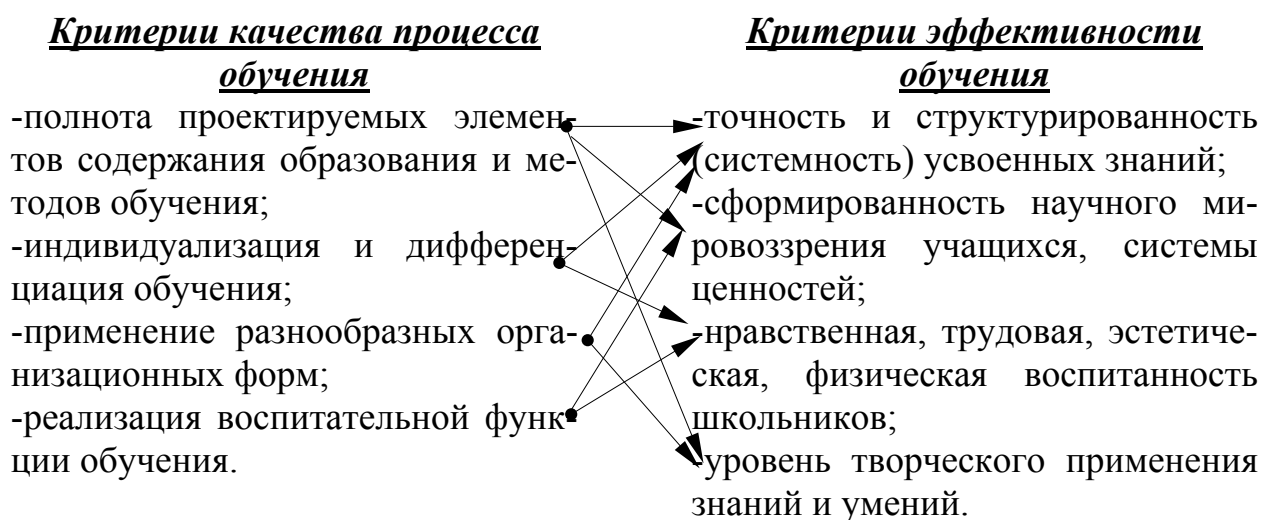 Критерии качества процесса
обучения
-полнота проектируемых элемен-
тов содержания образования и ме-
тодов обучения;
-индивидуализация и дифферен-
циация обучения;
-применение разнообразных орга-
низационных форм;
-реализация воспитательной функ-
ции обучения.
Критерии эффективности
обучения
-точность и структурированность
(системность) усвоенных знаний;
-сформированность научного ми-
ровоззрения учащихся, системы
ценностей;
-нравственная, трудовая, эстетиче-
ская, физическая воспитанность
школьников;
-уровень творческого применения
знаний и умений.